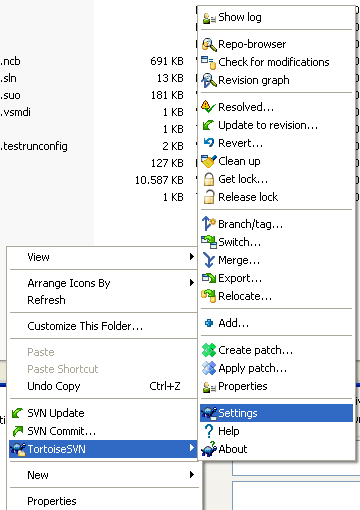 .ncb 691 KB
.sln 13 KB
.suo 181 KB
.vsmdi 1 KB
1 KB
.testrunconfig 2 KB
127 KB
10.587 KB
1 KB
View
Arrange Icons By
Refresh
Customize This Folder...
Paste
Paste Shortcut
Undo Copy Ctrl+Z
SVN Update
SVN Commit...
TortoiseSVN
New
Properties
Show log
Repo-browser
Check for modifications
Revision graph
Resolved...
Update to revision...
Revert...
Clean up
Get lock...
Release lock
Branch/tag...
Switch...
Merge...
Export...
Relocate...
Add...
Create patch...
Apply patch...
Properties
Settings
Help
About